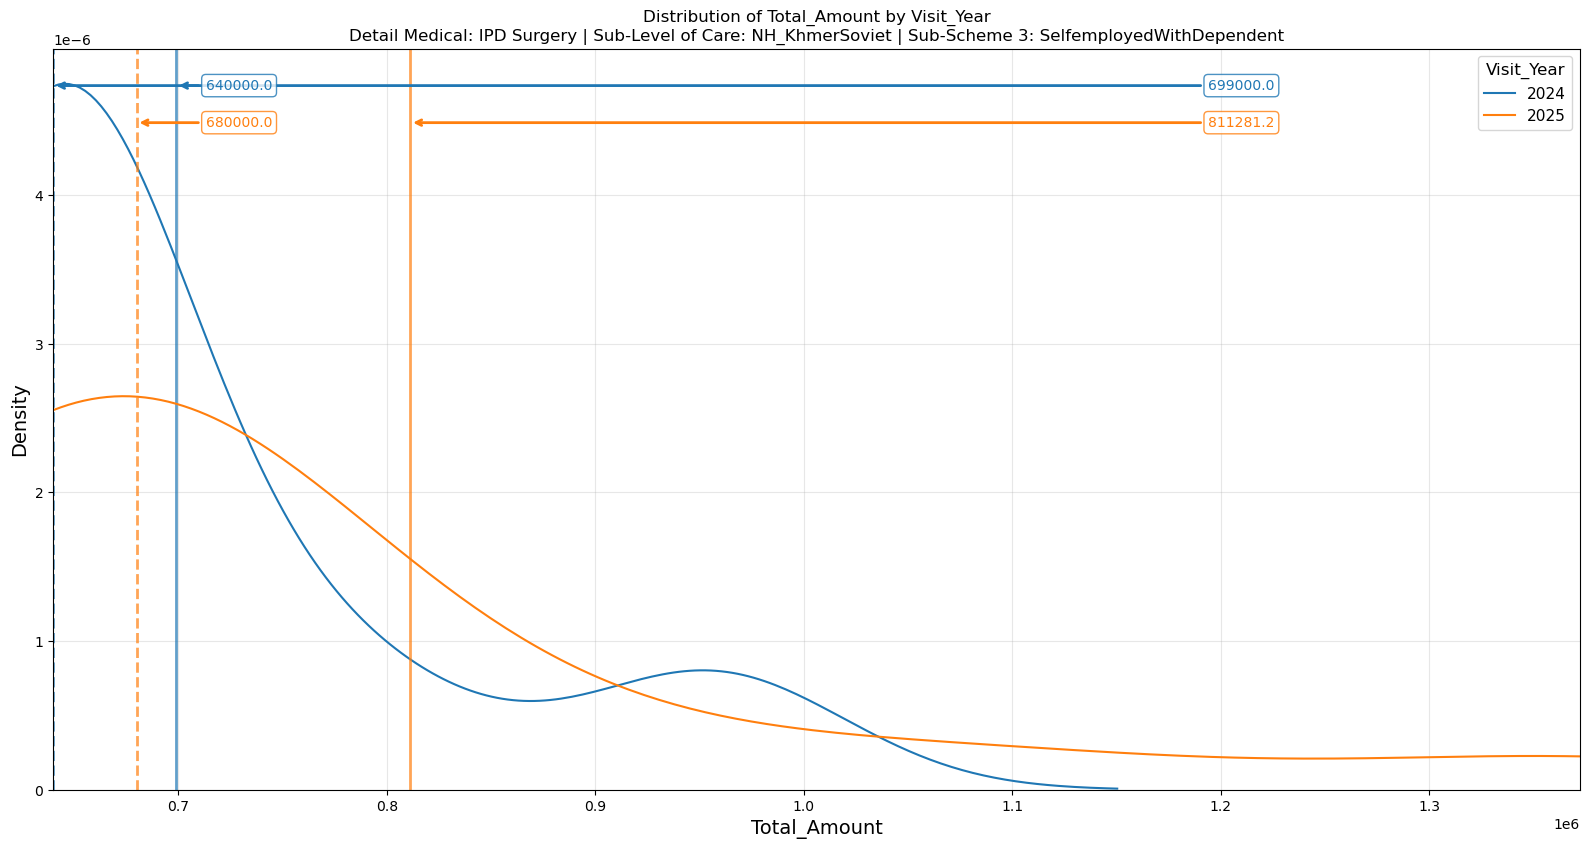 Distribution of Total_Amount by Visit_Year
Detail Medical: IPD Surgery | Sub-Level of Care: NH_KhmerSoviet | Sub-Scheme 3: SelfemployedWithDependent
1e−6
Visit_Year
2024
2025
640000.0
699000.0
680000.0
811281.2
4
3
2
1
0
Density
0.7
0.8
0.9
1.0
1.1
1.2
1.3
1e6
Total_Amount